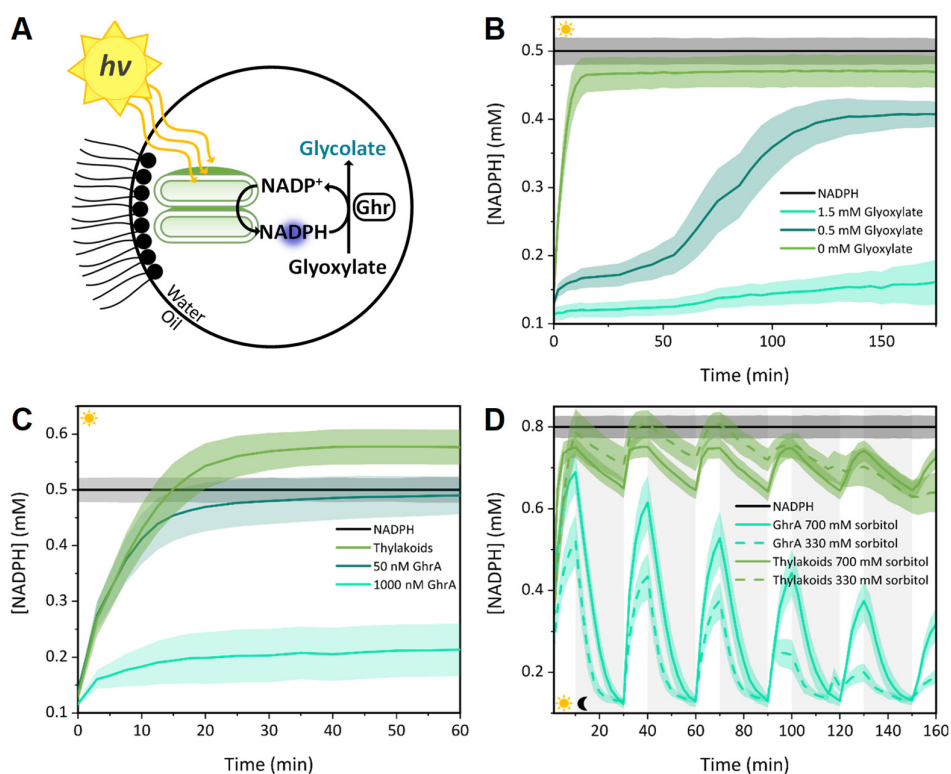 A
hν
Glycolate
NADP+
Ghr
NADPH
Glyoxylate
Water
Oil
B
0.5
0.4
0.3
0.2
0.1
[NADPH] (mM)
NADPH
1.5 mM Glyoxylate
0.5 mM Glyoxylate
0 mM Glyoxylate
0 50 100 150
Time (min)
C
0.6
0.5
0.4
0.3
0.2
0.1
[NADPH] (mM)
NADPH
Thylakoids
50 nM GhrA
1000 nM GhrA
0 10 20 30 40 50 60
Time (min)
D
0.8
0.6
0.4
0.2
[NADPH] (mM)
NADPH
GhrA 700 mM sorbitol
GhrA 330 mM sorbitol
Thylakoids 700 mM sorbitol
Thylakoids 330 mM sorbitol
20 40 60 80 100 120 140 160
Time (min)